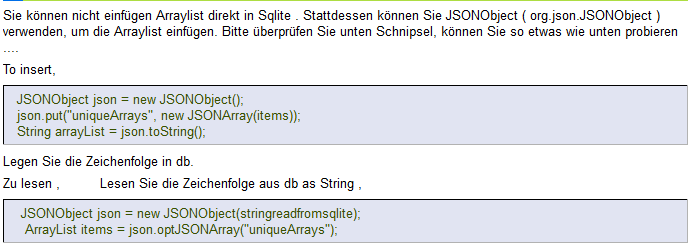 Sie können nicht einfügen Arraylist direkt in Sqlite . Stattdessen können Sie JSONObject ( org.json.JSONObject )
verwenden, um die Arraylist einfügen. Bitte überprüfen Sie unten Schnipsel, können Sie so etwas wie unten probieren
....
To insert,
JSONObject json = new JSONObject();
json.put("uniqueArrays", new JSONArray(items));
String arrayList = json.toString();
Legen Sie die Zeichenfolge in db.
Zu lesen , Lesen Sie die Zeichenfolge aus db as String ,
JSONObject json = new JSONObject(stringreadfromsqlite);
ArrayList items = json.optJSONArray("uniqueArrays");